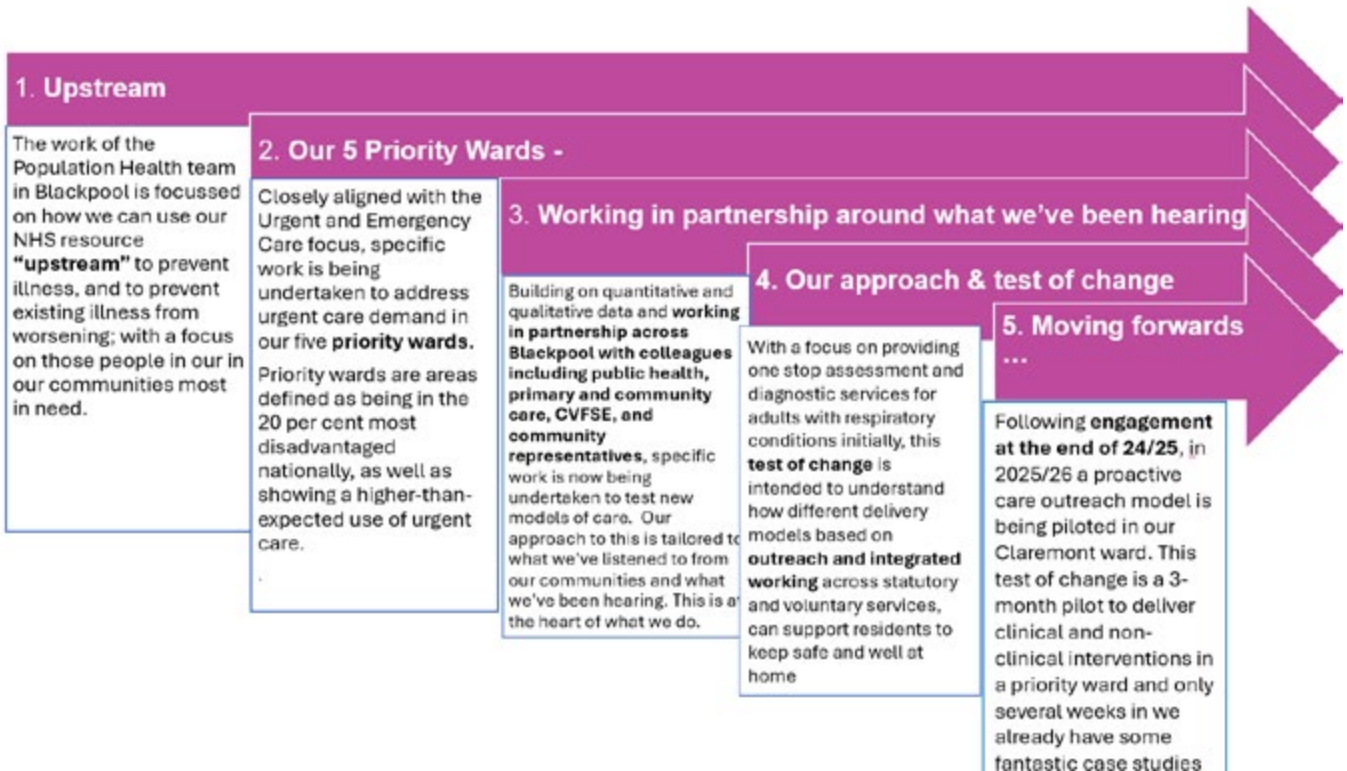 1. Upstream
The work of the
Population Health team
in Blackpool is focussed
on how we can use our
NHS resource
“upstream” to prevent
illness, and to prevent
existing illness from
worsening; with a focus
on those people in our in
our communities most
in need.
2. Our 5 Priority Wards -
Closely aligned with the
Urgent and Emergency
Care focus, specific
work is being
undertaken to address
urgent care demand in
our five priority wards.
Priority wards are areas
defined as being in the
20 per cent most
disadvantaged
nationally, as well as
showing a higher-than-
expected use of urgent
care.
.
3. Working in partnership around what we’ve been hearing
Building on quantitative and
qualitative data and working
in partnership across
Blackpool with colleagues
including public health,
primary and community
care, CVFSE, and
community
representatives, specific
work is now being
undertaken to test new
models of care. Our
approach to this is tailored to
what we’ve listened to from
our communities and what
we’ve been hearing. This is a
the heart of what we do.
4. Our approach & test of change
With a focus on providing
one stop assessment and
diagnostic services for
adults with respiratory
conditions initially, this
test of change is
intended to understand
how different delivery
models based on
outreach and integrated
working across statutory
and voluntary services,
can support residents to
keep safe and well at
home
5. Moving forwards
...
Following engagement
at the end of 24/25, in
2025/26 a proactive
care outreach model is
being piloted in our
Claremont ward. This
test of change is a 3-
month pilot to deliver
clinical and non-
clinical interventions in
a priority ward and only
several weeks in we
already have some
fantastic case studies